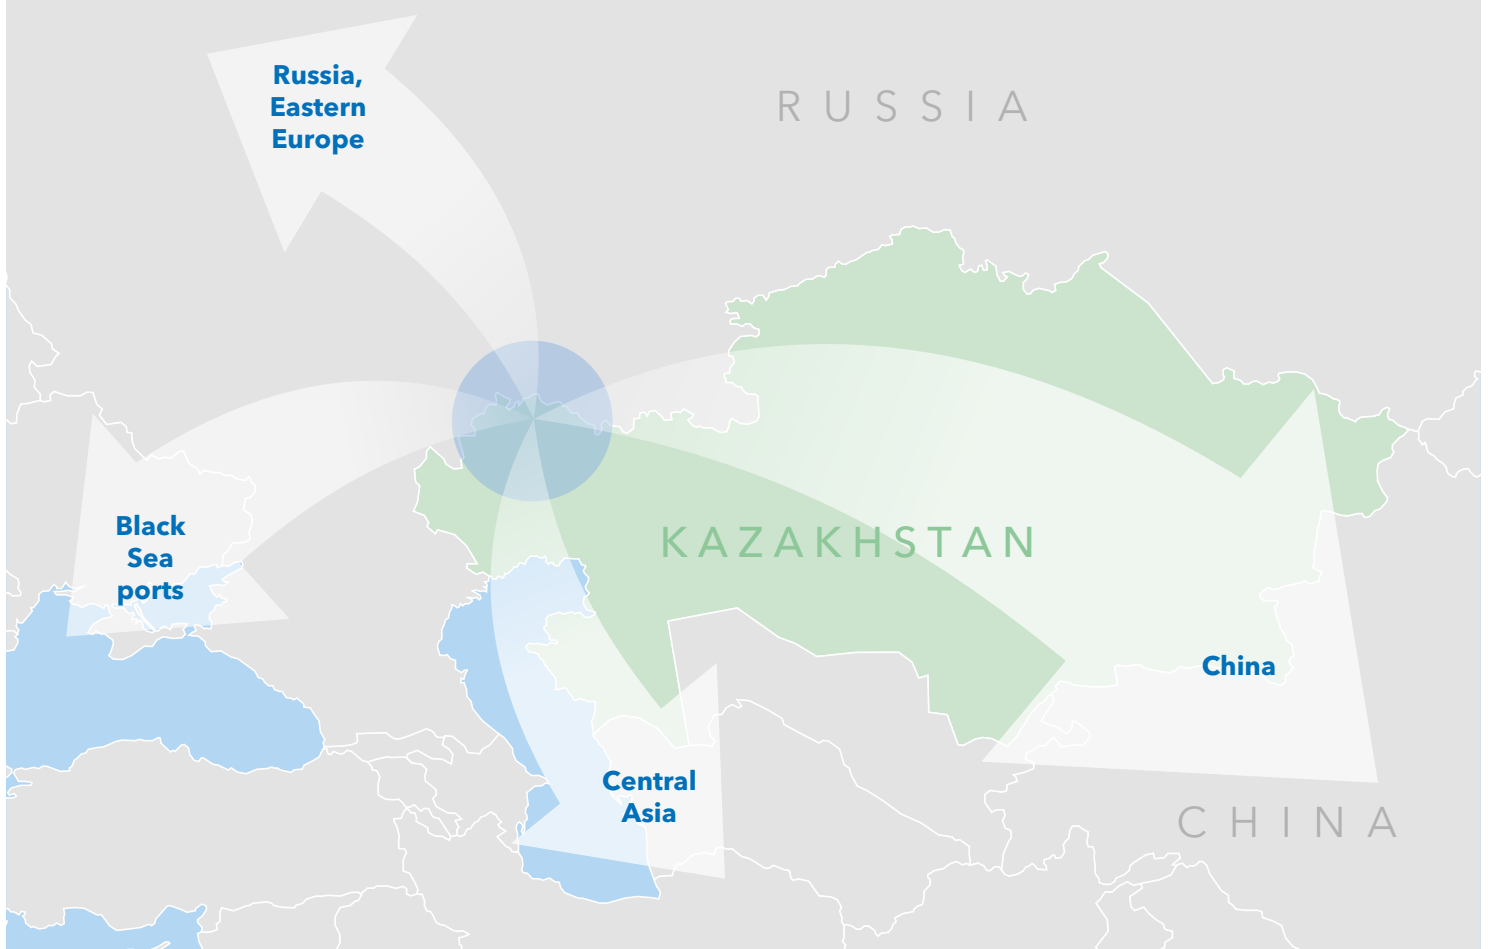 Russia,
Eastern
Europe
RUSSIA
Black
Sea
ports
KAZAKHSTAN
China
Central
Asia
CHINA